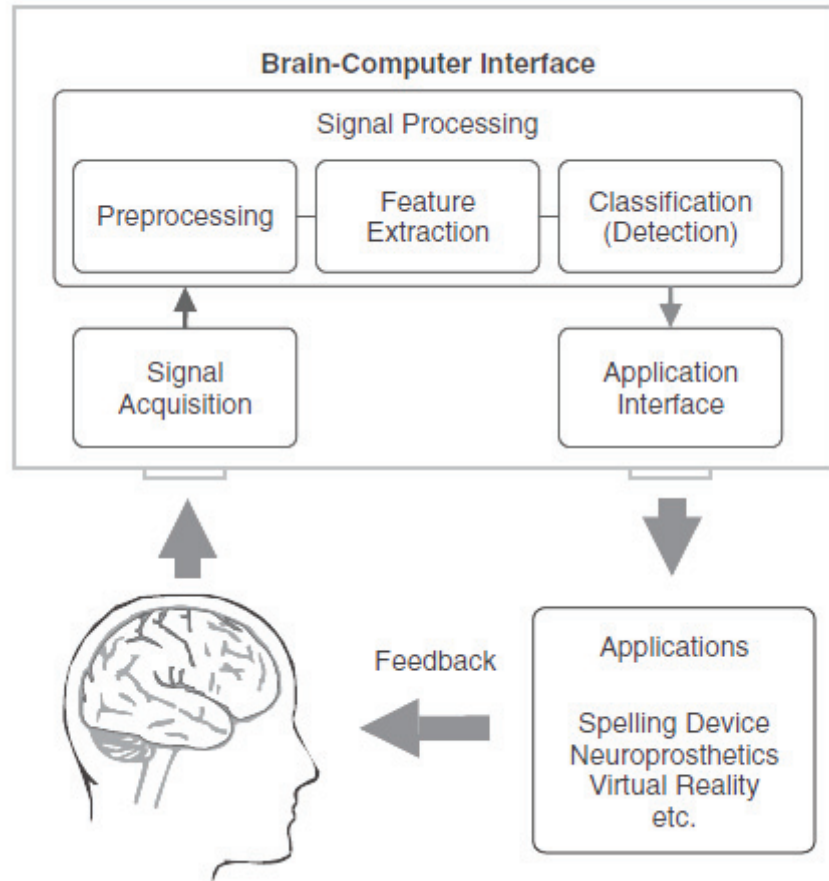 Brain-Computer Interface
Signal Processing
Preprocessing
Feature
Extraction
Classification
(Detection)
Signal
Acquisition
Application
Interface
Feedback
Applications
Spelling Device
Neuroprosthetics
Virtual Reality
etc.